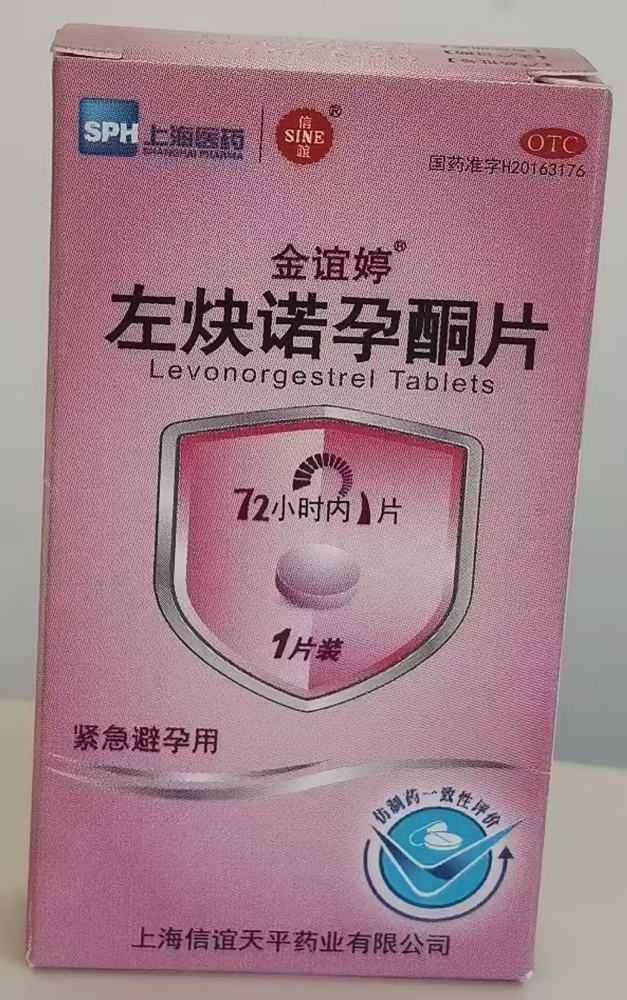 SPH 上海医药
SHANGHAI PHARMA
信
SINE®
谊
OTC
国药准字H20163176
金谊婷®
左炔诺孕酮片
Levonorgestrel Tablets
72小时内1片
1片装
紧急避孕用
仿制药一致性评价
上海信谊天平药业有限公司